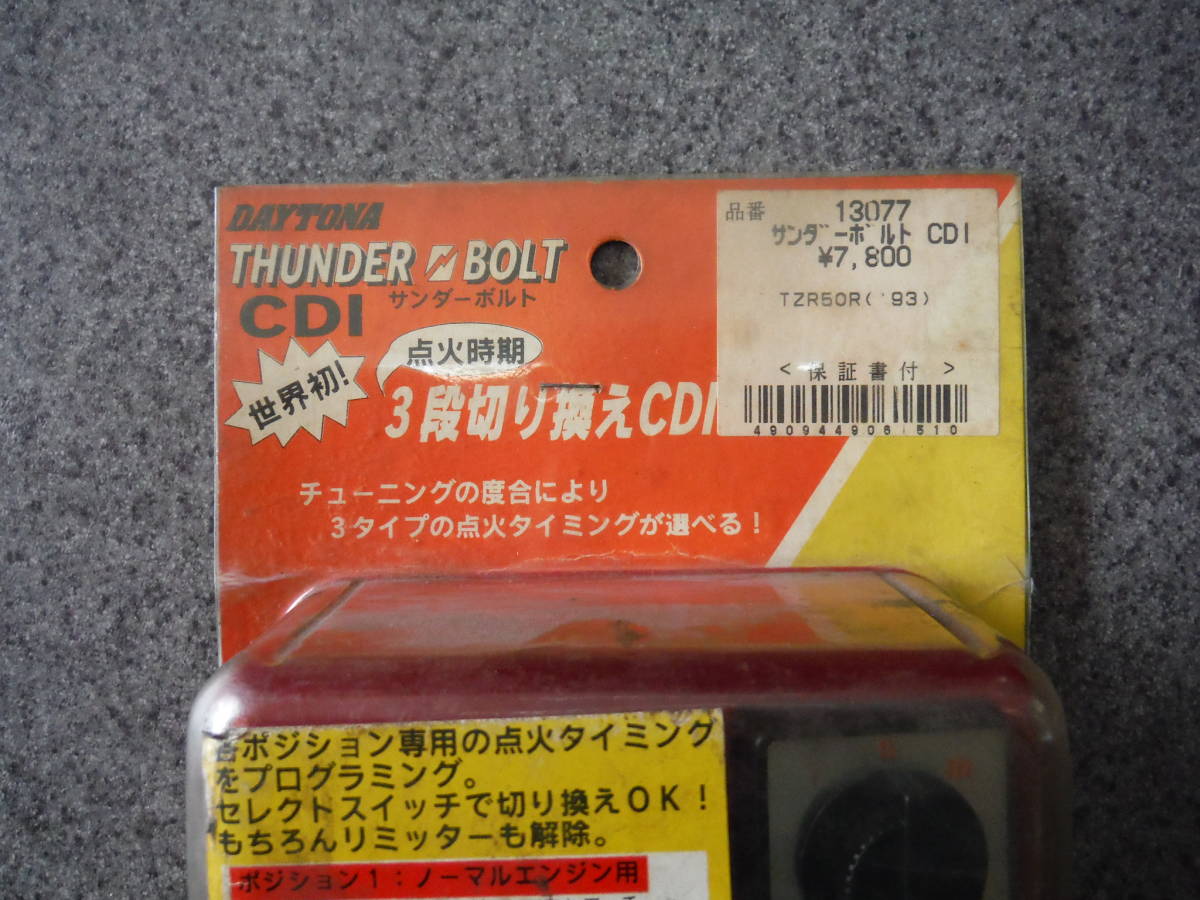 DAYTONA
THUNDER BOLT
CDI サンダーボルト
世界初!
点火時期
3段切り換えCDI
チューニングの度合により
3タイプの点火タイミングが選べる!
品番 13077
サンダーボルト CDI
¥7,800
TZR50R('93)
<保証書付>
490944906 1510
各ポジション専用の点火タイミング
をプログラミング。
セレクトスイッチで切り換えOK!
もちろんリミッターも解除。
ポジション1:ノーマルエンジン用